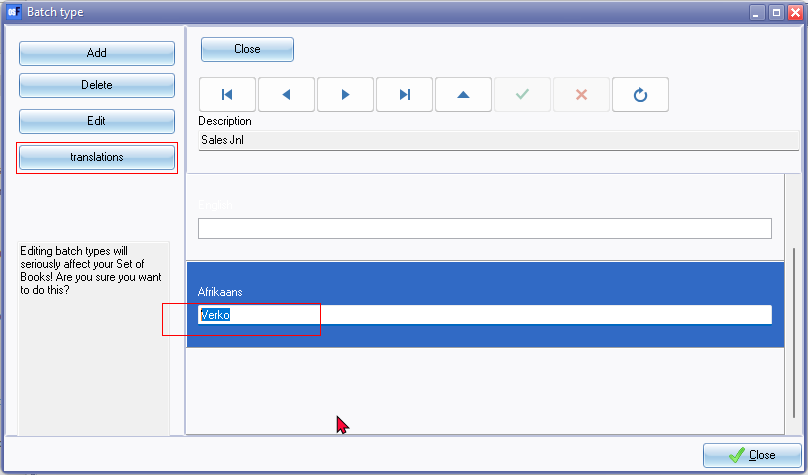 Batch type
Add
Delete
Edit
translations
Editing batch types will
seriously affect your Set of
Books! Are you sure you want
to do this?
Close
Description
Sales Jnl
English
Afrikaans
Verko
Close